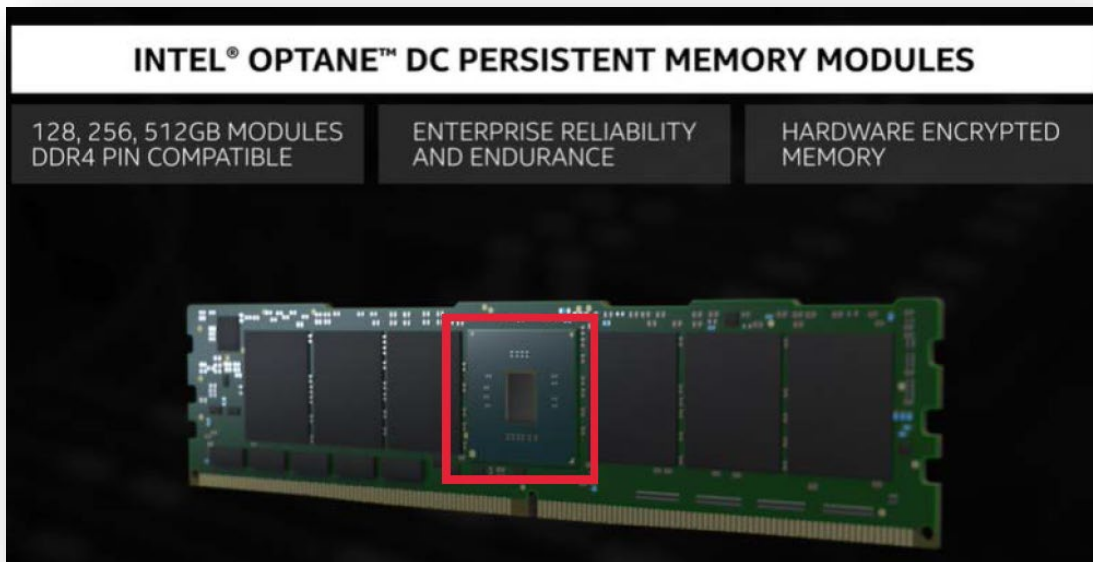 INTEL® OPTANE™ DC PERSISTENT MEMORY MODULES
128, 256, 512GB MODULES
DDR4 PIN COMPATIBLE
ENTERPRISE RELIABILITY
AND ENDURANCE
HARDWARE ENCRYPTED
MEMORY